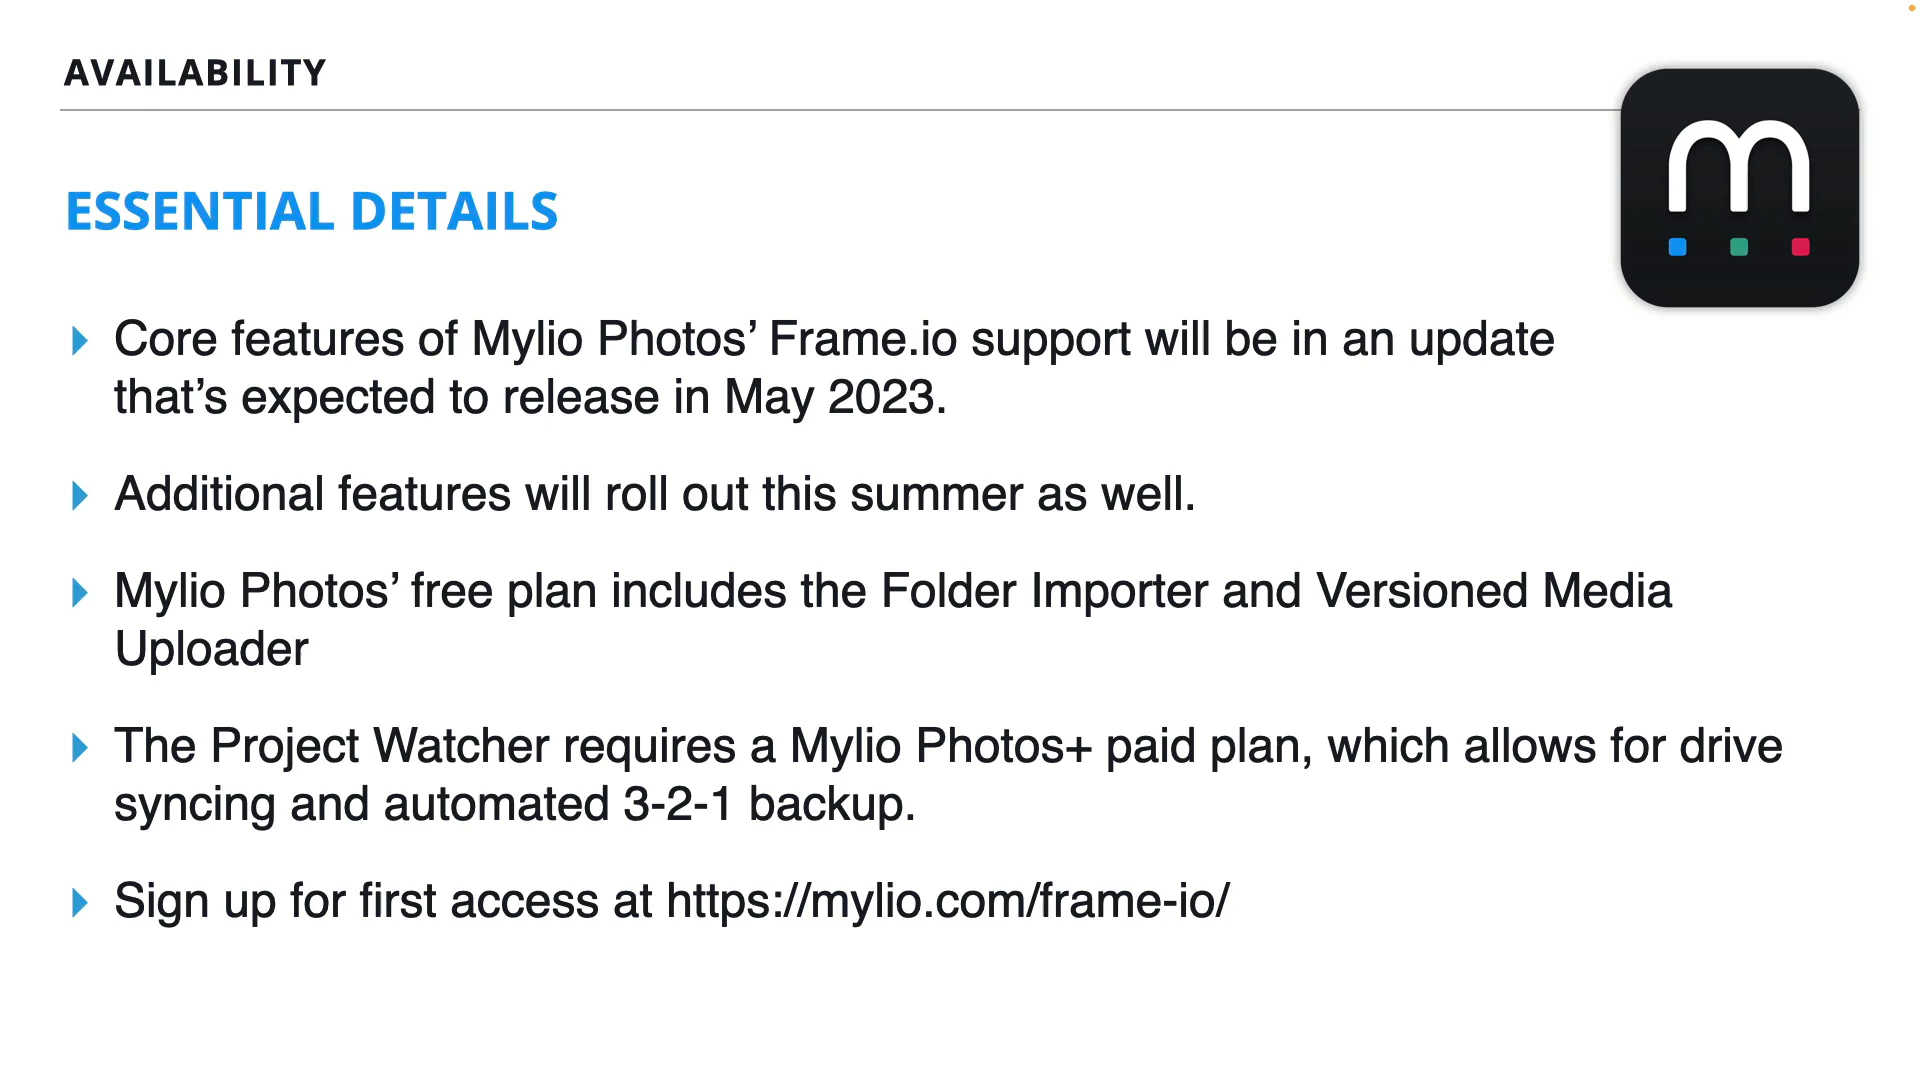 AVAILABILITY
ESSENTIAL DETAILS
Core features of Mylio Photos’ Frame.io support will be in an update
that’s expected to release in May 2023.
Additional features will roll out this summer as well.
Mylio Photos’ free plan includes the Folder Importer and Versioned Media
Uploader
The Project Watcher requires a Mylio Photos+ paid plan, which allows for drive
syncing and automated 3-2-1 backup.
Sign up for first access at https://mylio.com/frame-io/
m